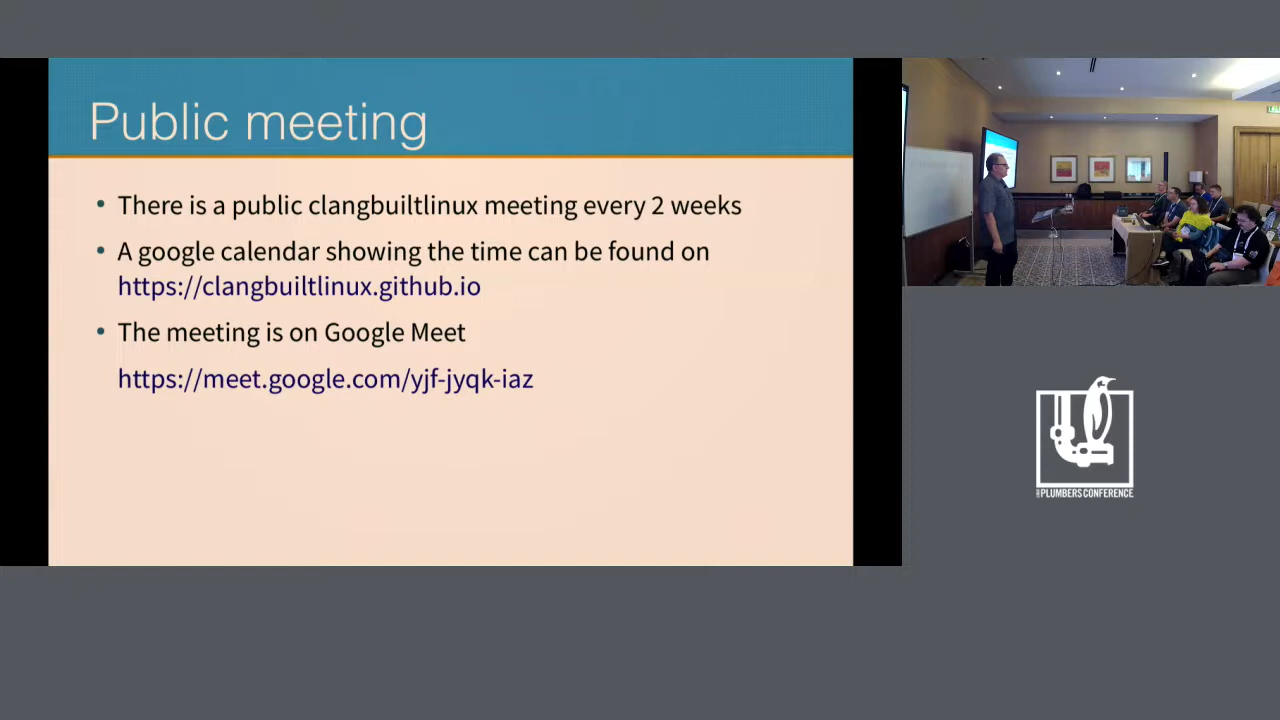 Public meeting
• There is a public clangbuiltlinux meeting every 2 weeks
• A google calendar showing the time can be found on
https://clangbuiltlinux.github.io
• The meeting is on Google Meet
https://meet.google.com/yjf-jyqk-iaz
PLUMBERS CONFERENCE